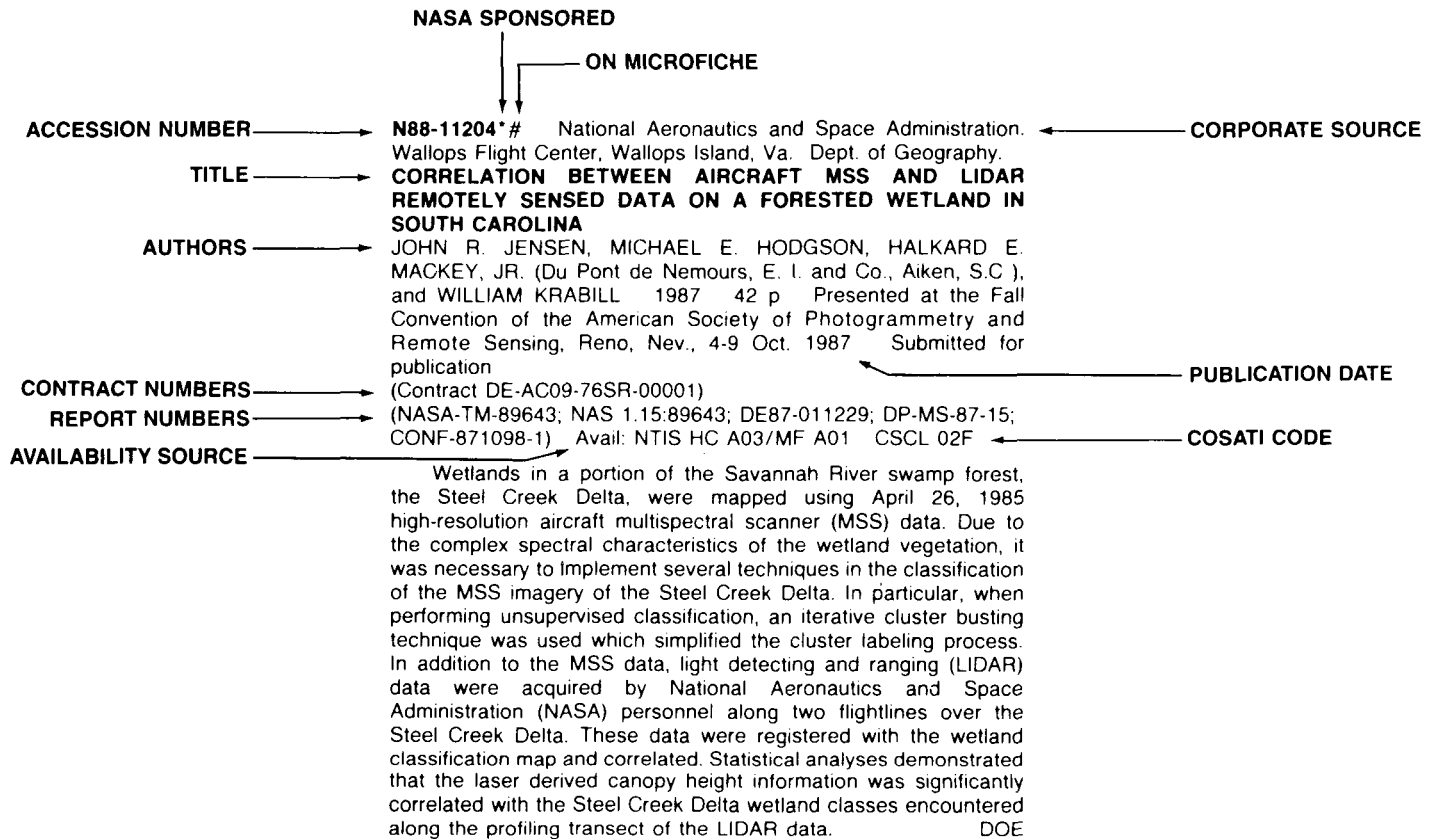 NASA SPONSORED
ON MICROFICHE
ACCESSION NUMBER
N88-11204*# National Aeronautics and Space Administration.
CORPORATE SOURCE
Wallops Flight Center, Wallops Island, Va. Dept. of Geography.
TITLE
CORRELATION BETWEEN AIRCRAFT MSS AND LIDAR
REMOTELY SENSED DATA ON A FORESTED WETLAND IN
SOUTH CAROLINA
AUTHORS
JOHN R. JENSEN, MICHAEL E. HODGSON, HALKARD E.
MACKEY, JR. (Du Pont de Nemours, E. I. and Co., Aiken, S.C ),
and WILLIAM KRABILL 1987 42 p Presented at the Fall
Convention of the American Society of Photogrammetry and
Remote Sensing, Reno, Nev., 4-9 Oct. 1987 Submitted for
publication
PUBLICATION DATE
CONTRACT NUMBERS
(Contract DE-AC09-76SR-00001)
REPORT NUMBERS
(NASA-TM-89643; NAS 1.15:89643; DE87-011229; DP-MS-87-15;
CONF-871098-1) Avail: NTIS HC A03/MF A01 CSCL 02F
COSATI CODE
AVAILABILITY SOURCE
Wetlands in a portion of the Savannah River swamp forest,
the Steel Creek Delta, were mapped using April 26, 1985
high-resolution aircraft multispectral scanner (MSS) data. Due to
the complex spectral characteristics of the wetland vegetation, it
was necessary to Implement several techniques in the classification
of the MSS imagery of the Steel Creek Delta. In particular, when
performing unsupervised classification, an iterative cluster busting
technique was used which simplified the cluster labeling process.
In addition to the MSS data, light detecting and ranging (LIDAR)
data were acquired by National Aeronautics and Space
Administration (NASA) personnel along two flightlines over the
Steel Creek Delta. These data were registered with the wetland
classification map and correlated. Statistical analyses demonstrated
that the laser derived canopy height information was significantly
correlated with the Steel Creek Delta wetland classes encountered
along the profiling transect of the LIDAR data. DOE